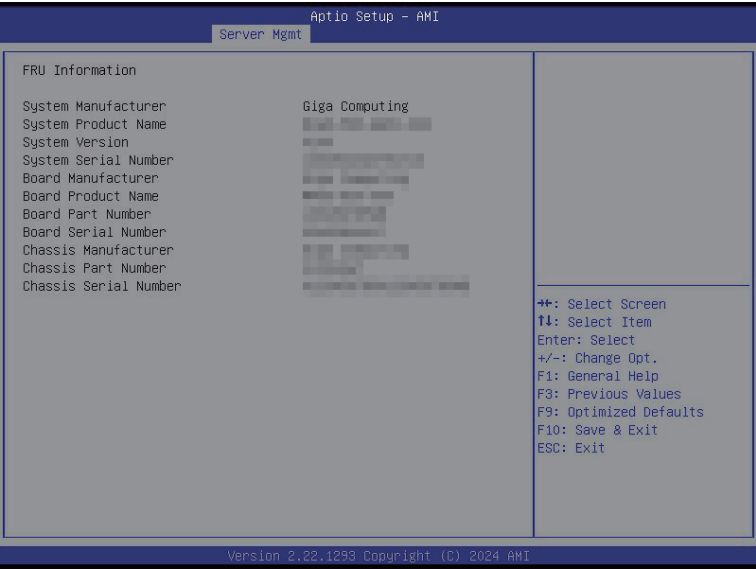 Aptio Setup – AMI
Server Mgmt
FRU Information
System Manufacturer Giga Computing
System Product Name
System Version
System Serial Number
Board Manufacturer
Board Product Name
Board Part Number
Board Serial Number
Chassis Manufacturer
Chassis Part Number
Chassis Serial Number
→←: Select Screen
↑↓: Select Item
Enter: Select
+/-: Change Opt.
F1: General Help
F3: Previous Values
F9: Optimized Defaults
F10: Save & Exit
ESC: Exit
Version 2.22.1293 Copyright (C) 2024 AMI